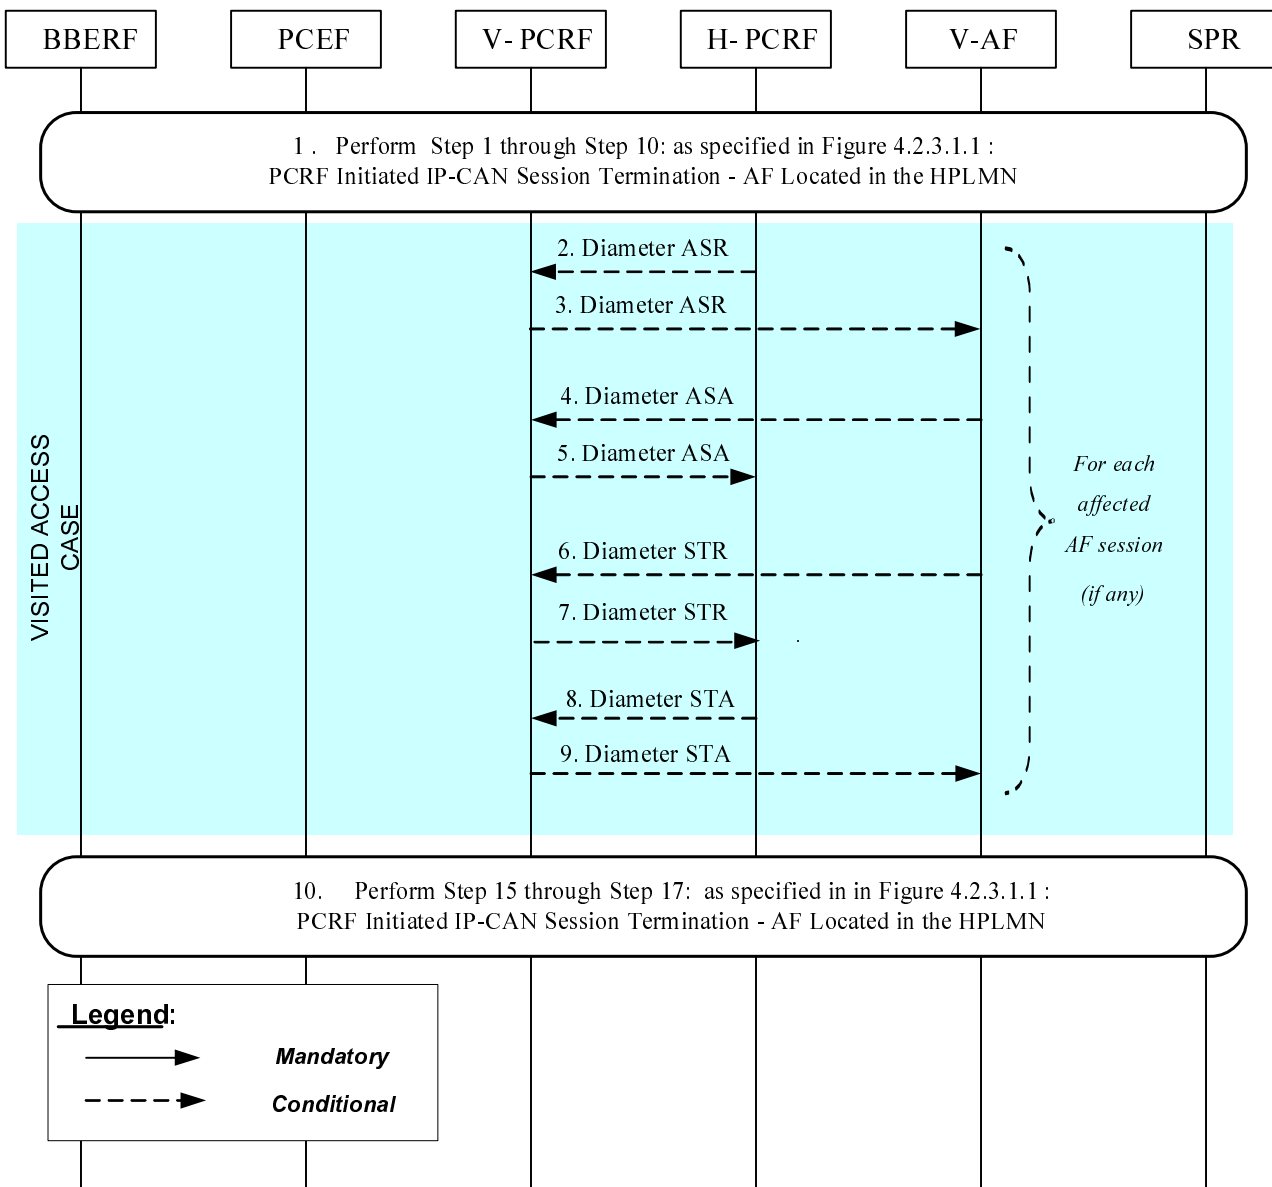 BBERF
PCEF
V- PCRF
H- PCRF
V-AF
SPR
1 . Perform Step 1 through Step 10: as specified in Figure 4.2.3.1.1 :
PCRF Initiated IP-CAN Session Termination - AF Located in the HPLMN
2. Diameter ASR
3. Diameter ASR
4. Diameter ASA
5. Diameter ASA
6. Diameter STR
7. Diameter STR
8. Diameter STA
9. Diameter STA
VISITED ACCESS
CASE
For each
affected
AF session
(if any)
10. Perform Step 15 through Step 17: as specified in in Figure 4.2.3.1.1 :
PCRF Initiated IP-CAN Session Termination - AF Located in the HPLMN
Legend:
Mandatory
Conditional